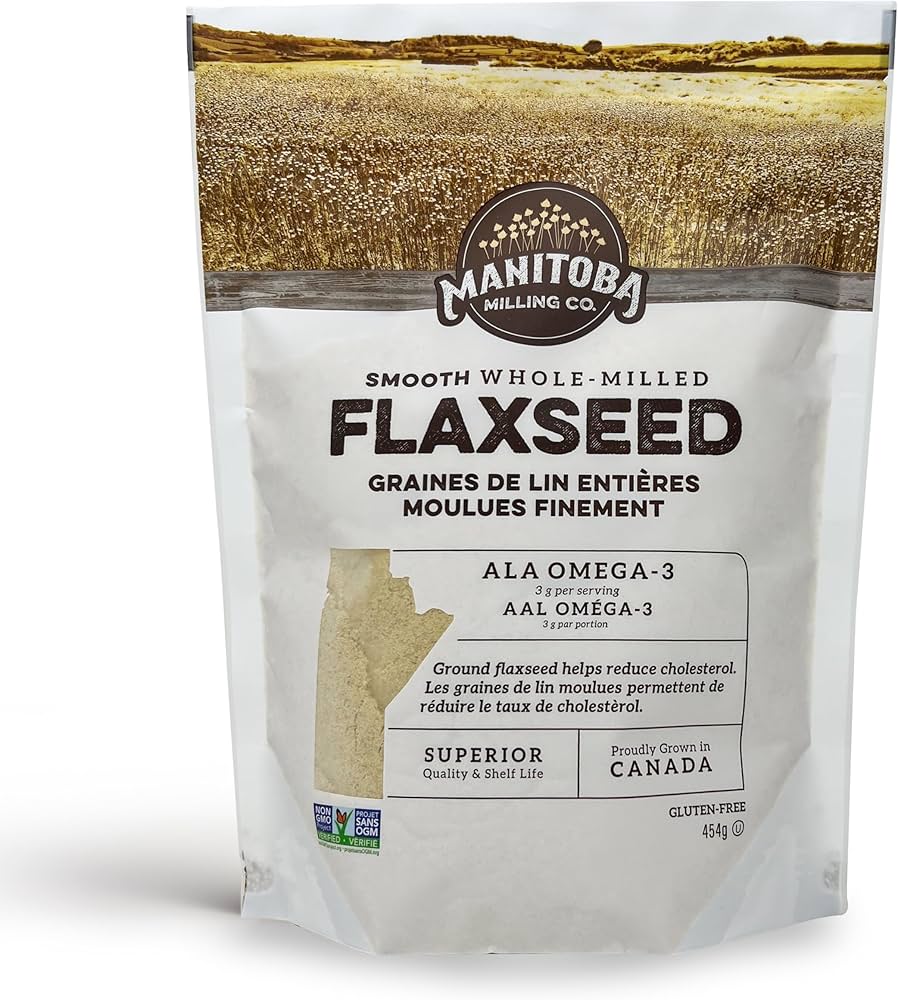 MANITOBA
MILLING CO.
SMOOTH WHOLE-MILLED
FLAXSEED
GRAINES DE LIN ENTIÈRES
MOULUES FINEMENT
ALA OMEGA-3
3 g per serving
AAL OMÉGA-3
3 g par portion
Ground flaxseed helps reduce cholesterol.
Les graines de lin moulues permettent de
réduire le taux de cholestèrol.
SUPERIOR
Quality & Shelf Life
Proudly Grown in
CANADA
GLUTEN-FREE
454g U
NON
GMO
Project
VERIFIED
PROJET
SANS
OGM
VÉRIFIÉ